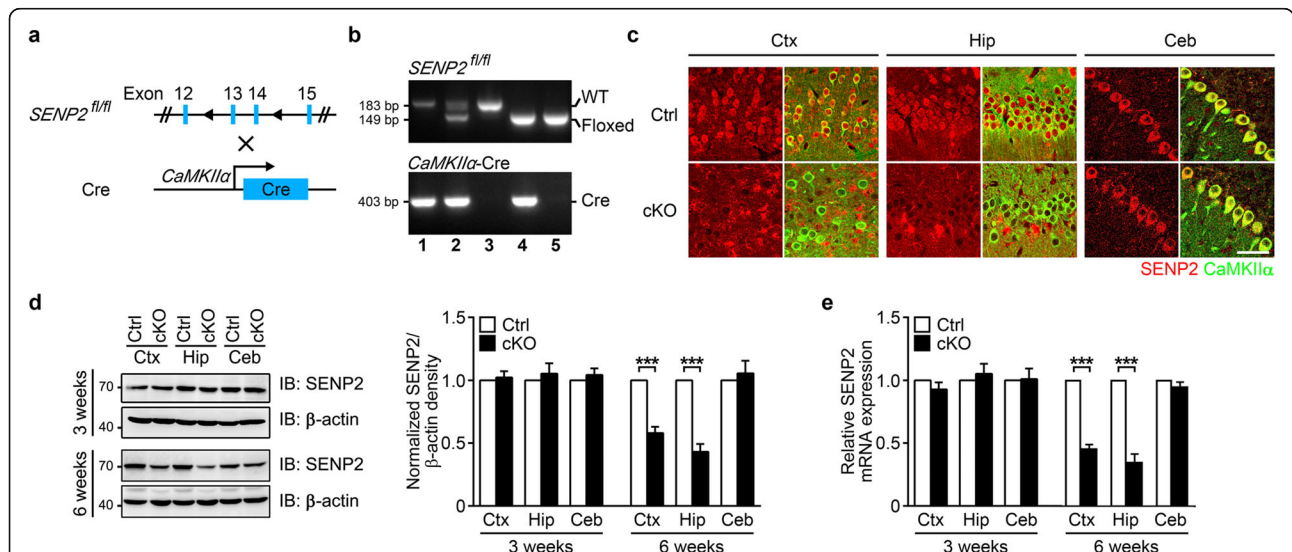 a
Exon 12 13 14 15
SENP2 fl/fl
×
CaMKIIα
Cre
Cre
b
SENP2 fl/fl
183 bp
149 bp
WT
Floxed
CaMKIIα-Cre
403 bp
Cre
1 2 3 4 5
c
Ctx Hip Ceb
Ctrl
cKO
SENP2 CaMKIIα
d
Ctrl cKO Ctrl cKO Ctrl cKO
Ctx Hip Ceb
3 weeks
70
IB: SENP2
40
IB: β-actin
6 weeks
70
IB: SENP2
40
IB: β-actin
Normalized SENP2/
β-actin density
1.5
1.0
0.5
0
Ctrl
cKO
*** ***
Ctx Hip Ceb Ctx Hip Ceb
3 weeks 6 weeks
e
Relative SENP2
mRNA expression
1.5
1.0
0.5
0
Ctrl
cKO
*** ***
Ctx Hip Ceb Ctx Hip Ceb
3 weeks 6 weeks